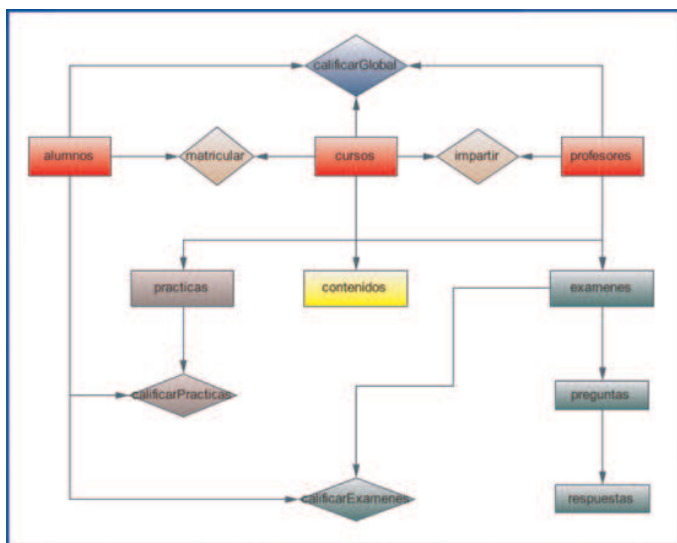 calificarGlobal
alumnos
matricular
cursos
impartir
profesores
practicas
contenidos
examenes
calificarPracticas
preguntas
calificarExamenes
respuestas